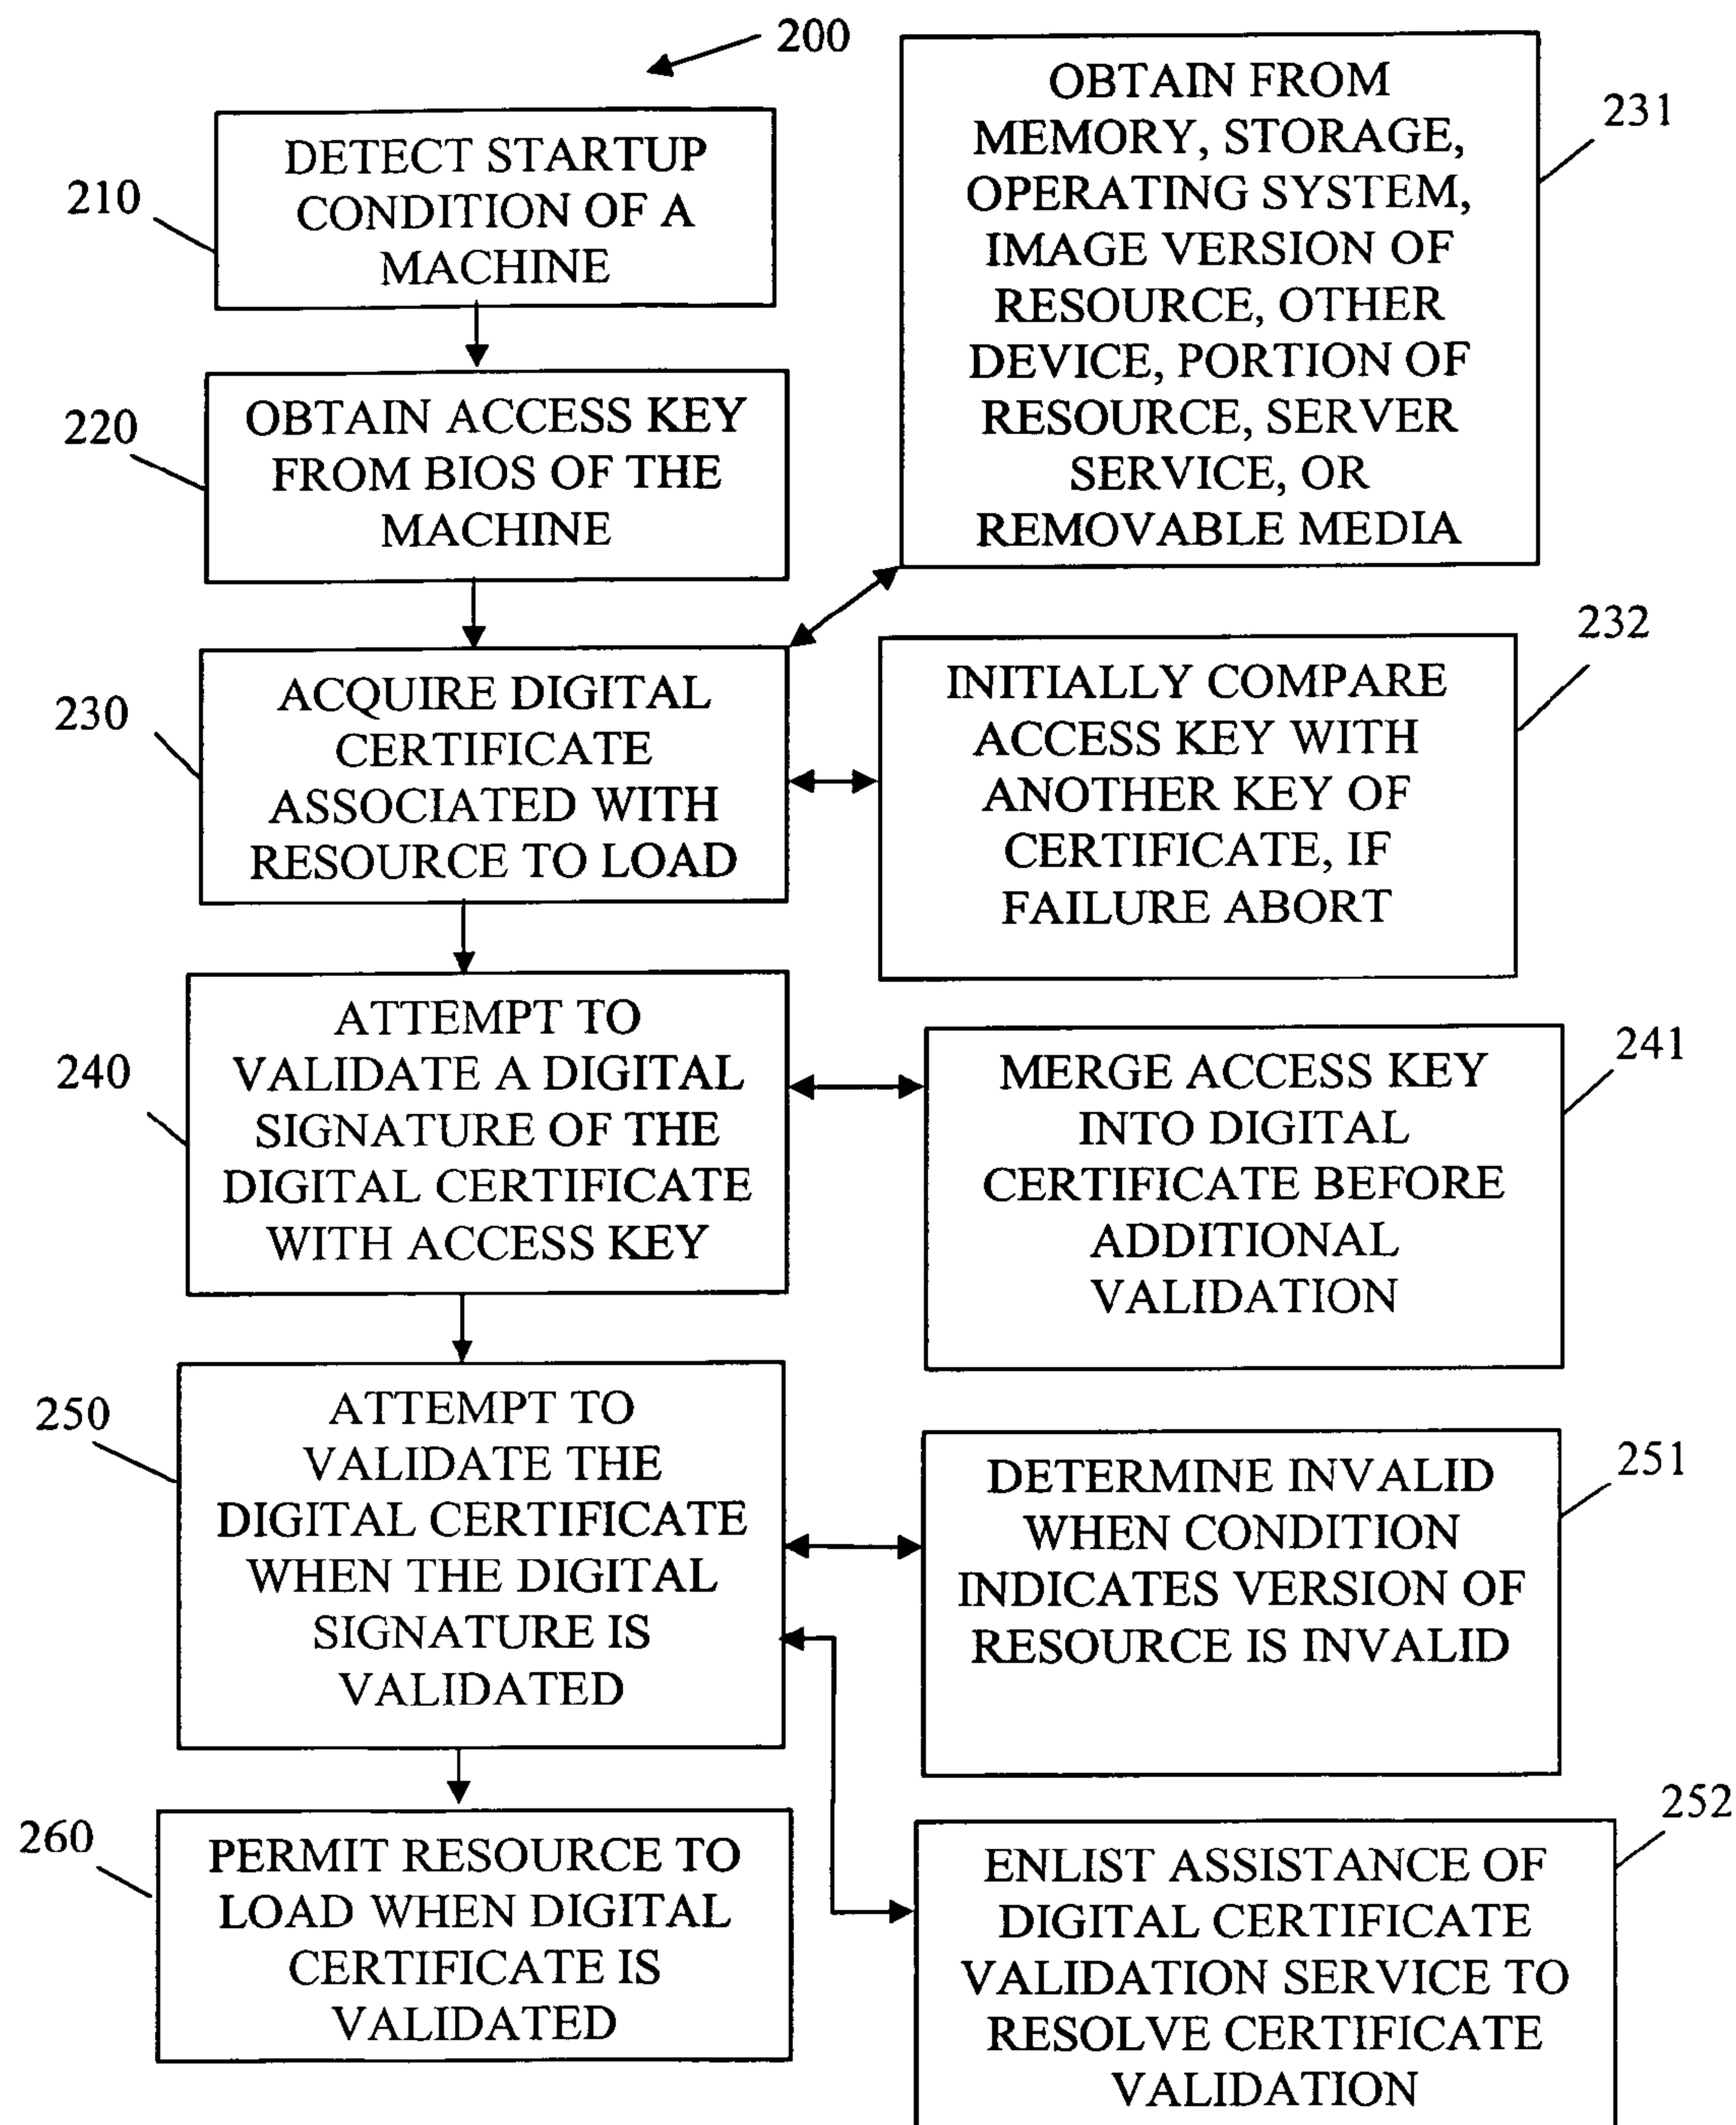 200
210
DETECT STARTUP
CONDITION OF A
MACHINE
220
OBTAIN ACCESS KEY
FROM BIOS OF THE
MACHINE
231
OBTAIN FROM
MEMORY, STORAGE,
OPERATING SYSTEM,
IMAGE VERSION OF
RESOURCE, OTHER
DEVICE, PORTION OF
RESOURCE, SERVER
SERVICE, OR
REMOVABLE MEDIA
230
ACQUIRE DIGITAL
CERTIFICATE
ASSOCIATED WITH
RESOURCE TO LOAD
232
INITIALLY COMPARE
ACCESS KEY WITH
ANOTHER KEY OF
CERTIFICATE, IF
FAILURE ABORT
240
ATTEMPT TO
VALIDATE A DIGITAL
SIGNATURE OF THE
DIGITAL CERTIFICATE
WITH ACCESS KEY
241
MERGE ACCESS KEY
INTO DIGITAL
CERTIFICATE BEFORE
ADDITIONAL
VALIDATION
250
ATTEMPT TO
VALIDATE THE
DIGITAL CERTIFICATE
WHEN THE DIGITAL
SIGNATURE IS
VALIDATED
251
DETERMINE INVALID
WHEN CONDITION
INDICATES VERSION OF
RESOURCE IS INVALID
260
PERMIT RESOURCE TO
LOAD WHEN DIGITAL
CERTIFICATE IS
VALIDATED
252
ENLIST ASSISTANCE OF
DIGITAL CERTIFICATE
VALIDATION SERVICE TO
RESOLVE CERTIFICATE
VALIDATION